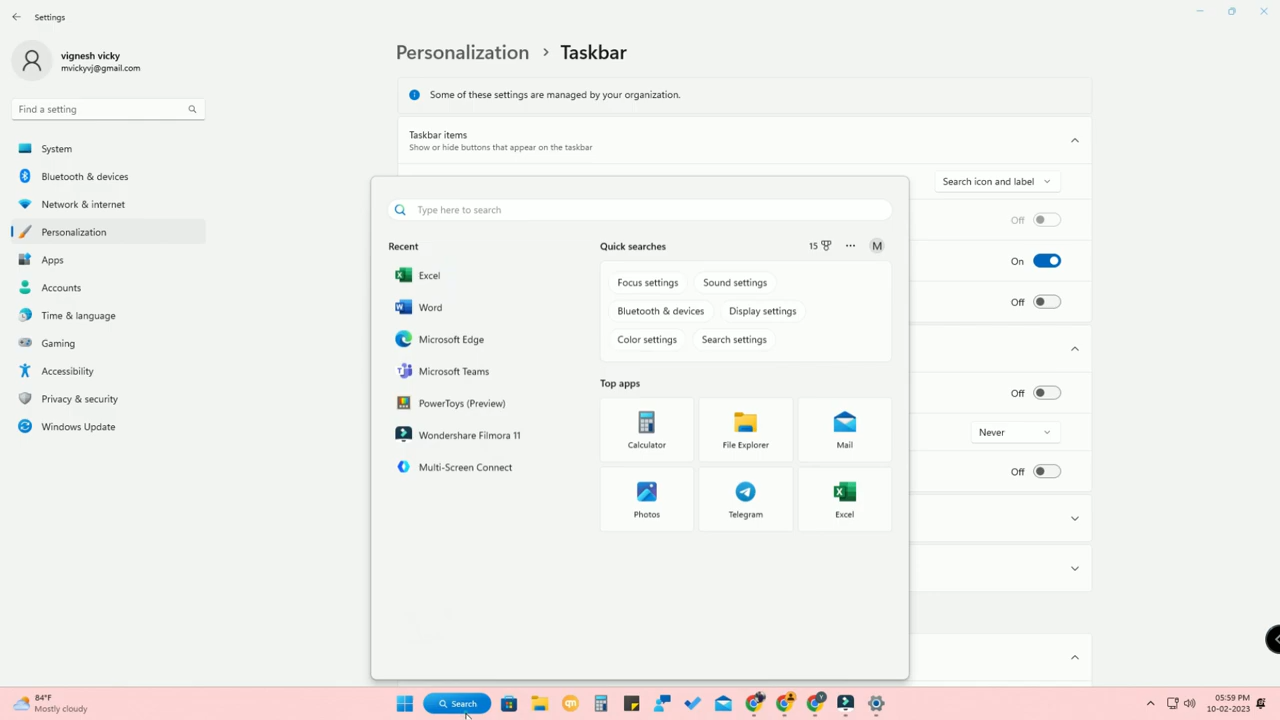 Settings
vignesh vicky
mvickyvj@gmail.com
Find a setting
System
Bluetooth & devices
Network & internet
Personalization
Apps
Accounts
Time & language
Gaming
Accessibility
Privacy & security
Windows Update
Personalization > Taskbar
Some of these settings are managed by your organization.
Taskbar items
Show or hide buttons that appear on the taskbar
Search icon and label
Off
On
Off
Off
Never
Off
Type here to search
Recent
Excel
Word
Microsoft Edge
Microsoft Teams
PowerToys (Preview)
Wondershare Filmora 11
Multi-Screen Connect
Quick searches
15
M
Focus settings
Sound settings
Bluetooth & devices
Display settings
Color settings
Search settings
Top apps
Calculator
File Explorer
Mail
Photos
Telegram
Excel
84°F
Mostly cloudy
Search
05:59 PM
10-02-2023